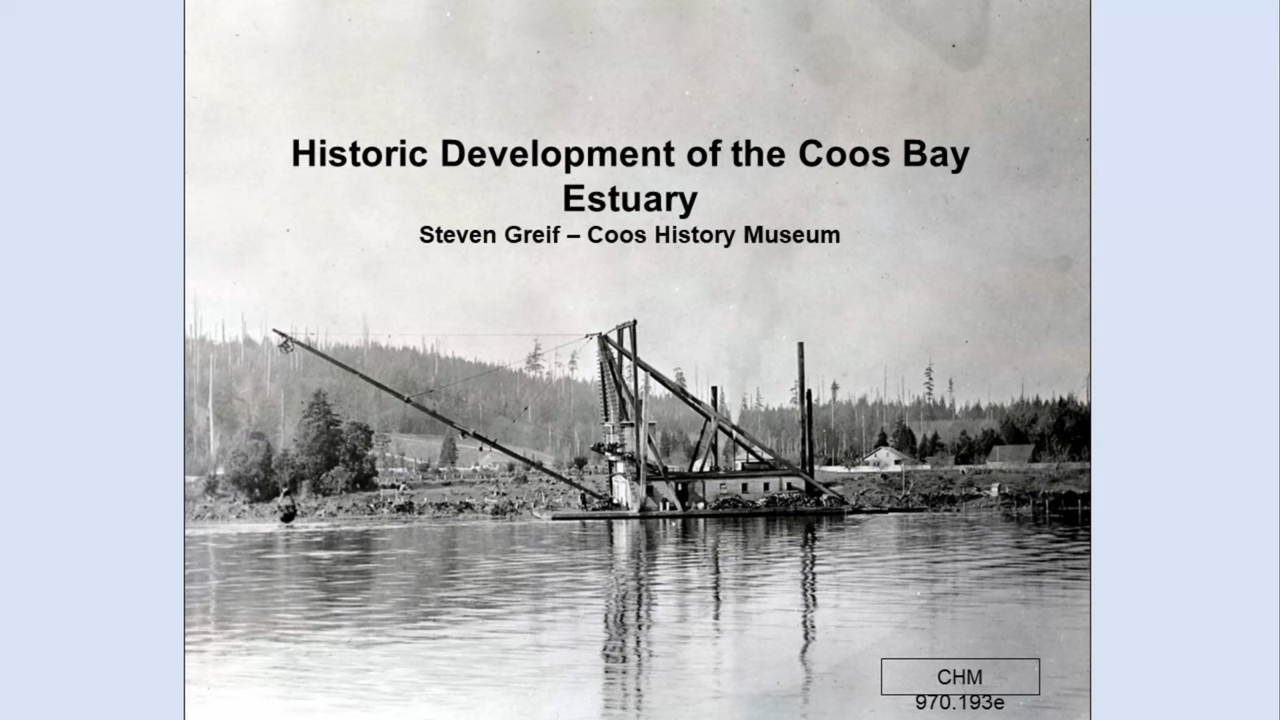 Historic Development of the Coos Bay
Estuary
Steven Greif – Coos History Museum
CHM
970.193e